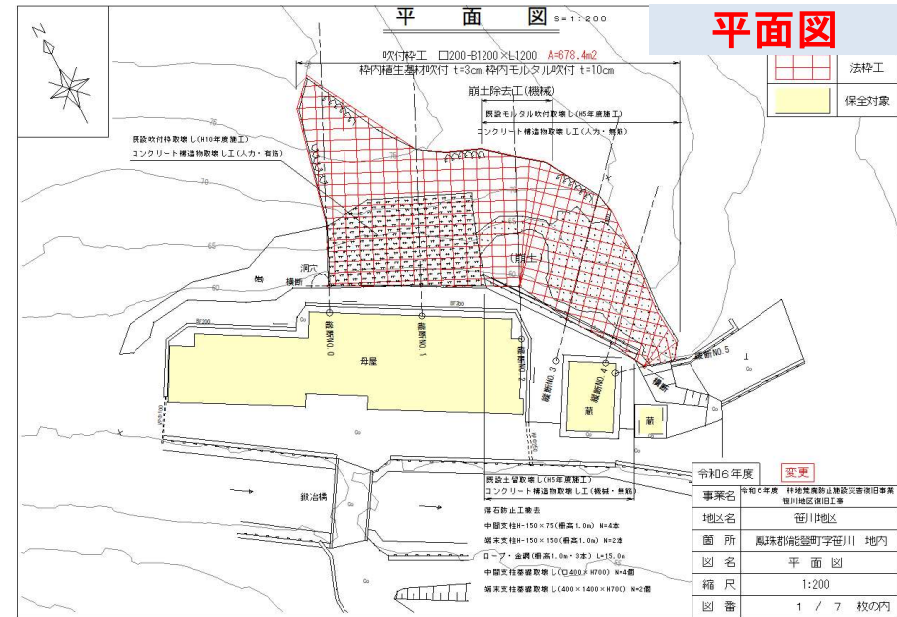 平面図 S=1:200
平面図
吹付枠工 □200-B1200×L1200 A=678.4m2
枠内植生基材吹付 t=3cm 枠内モルタル吹付 t=10cm
法枠工
保全対象
崩土除去工(機械)
既設モルタル吹付取壊し(H5年度施工)
コンクリート構造物取壊し工(人力・無筋)
既設吹付枠取壊し(H10年度施工)
コンクリート構造物取壊し工(人力・有筋)
N
75
70
70
65
65
60
60
崩土
洞穴
横断
BF200
BF200
縦断NO.0
縦断NO.1
縦断NO.2
縦断NO.3
縦断NO.4
縦断NO.5
横断
母屋
蔵
蔵
鍛冶橋
既設土留取壊し(H5年度施工)
コンクリート構造物取壊し工(機械・無筋)
落石防止工撤去
中間支柱H-150×75(柵高1.0m) N=4本
端末支柱H-150×150(柵高1.0m) N=2本
ロープ・金網(柵高1.0m・3本) L=15.0m
中間支柱基礎取壊し(□400×H700) N=4個
端末支柱基礎取壊し(400×1400×H70() N=2個
令和6年度 変更
事業名 令和6年度 林地荒廃防止施設災害復旧事業
笹川地区復旧工事
地区名 笹川地区
箇所 鳳珠郡能登町字笹川 地内
図名 平面図
縮尺 1:200
図番 1 / 7 枚の内